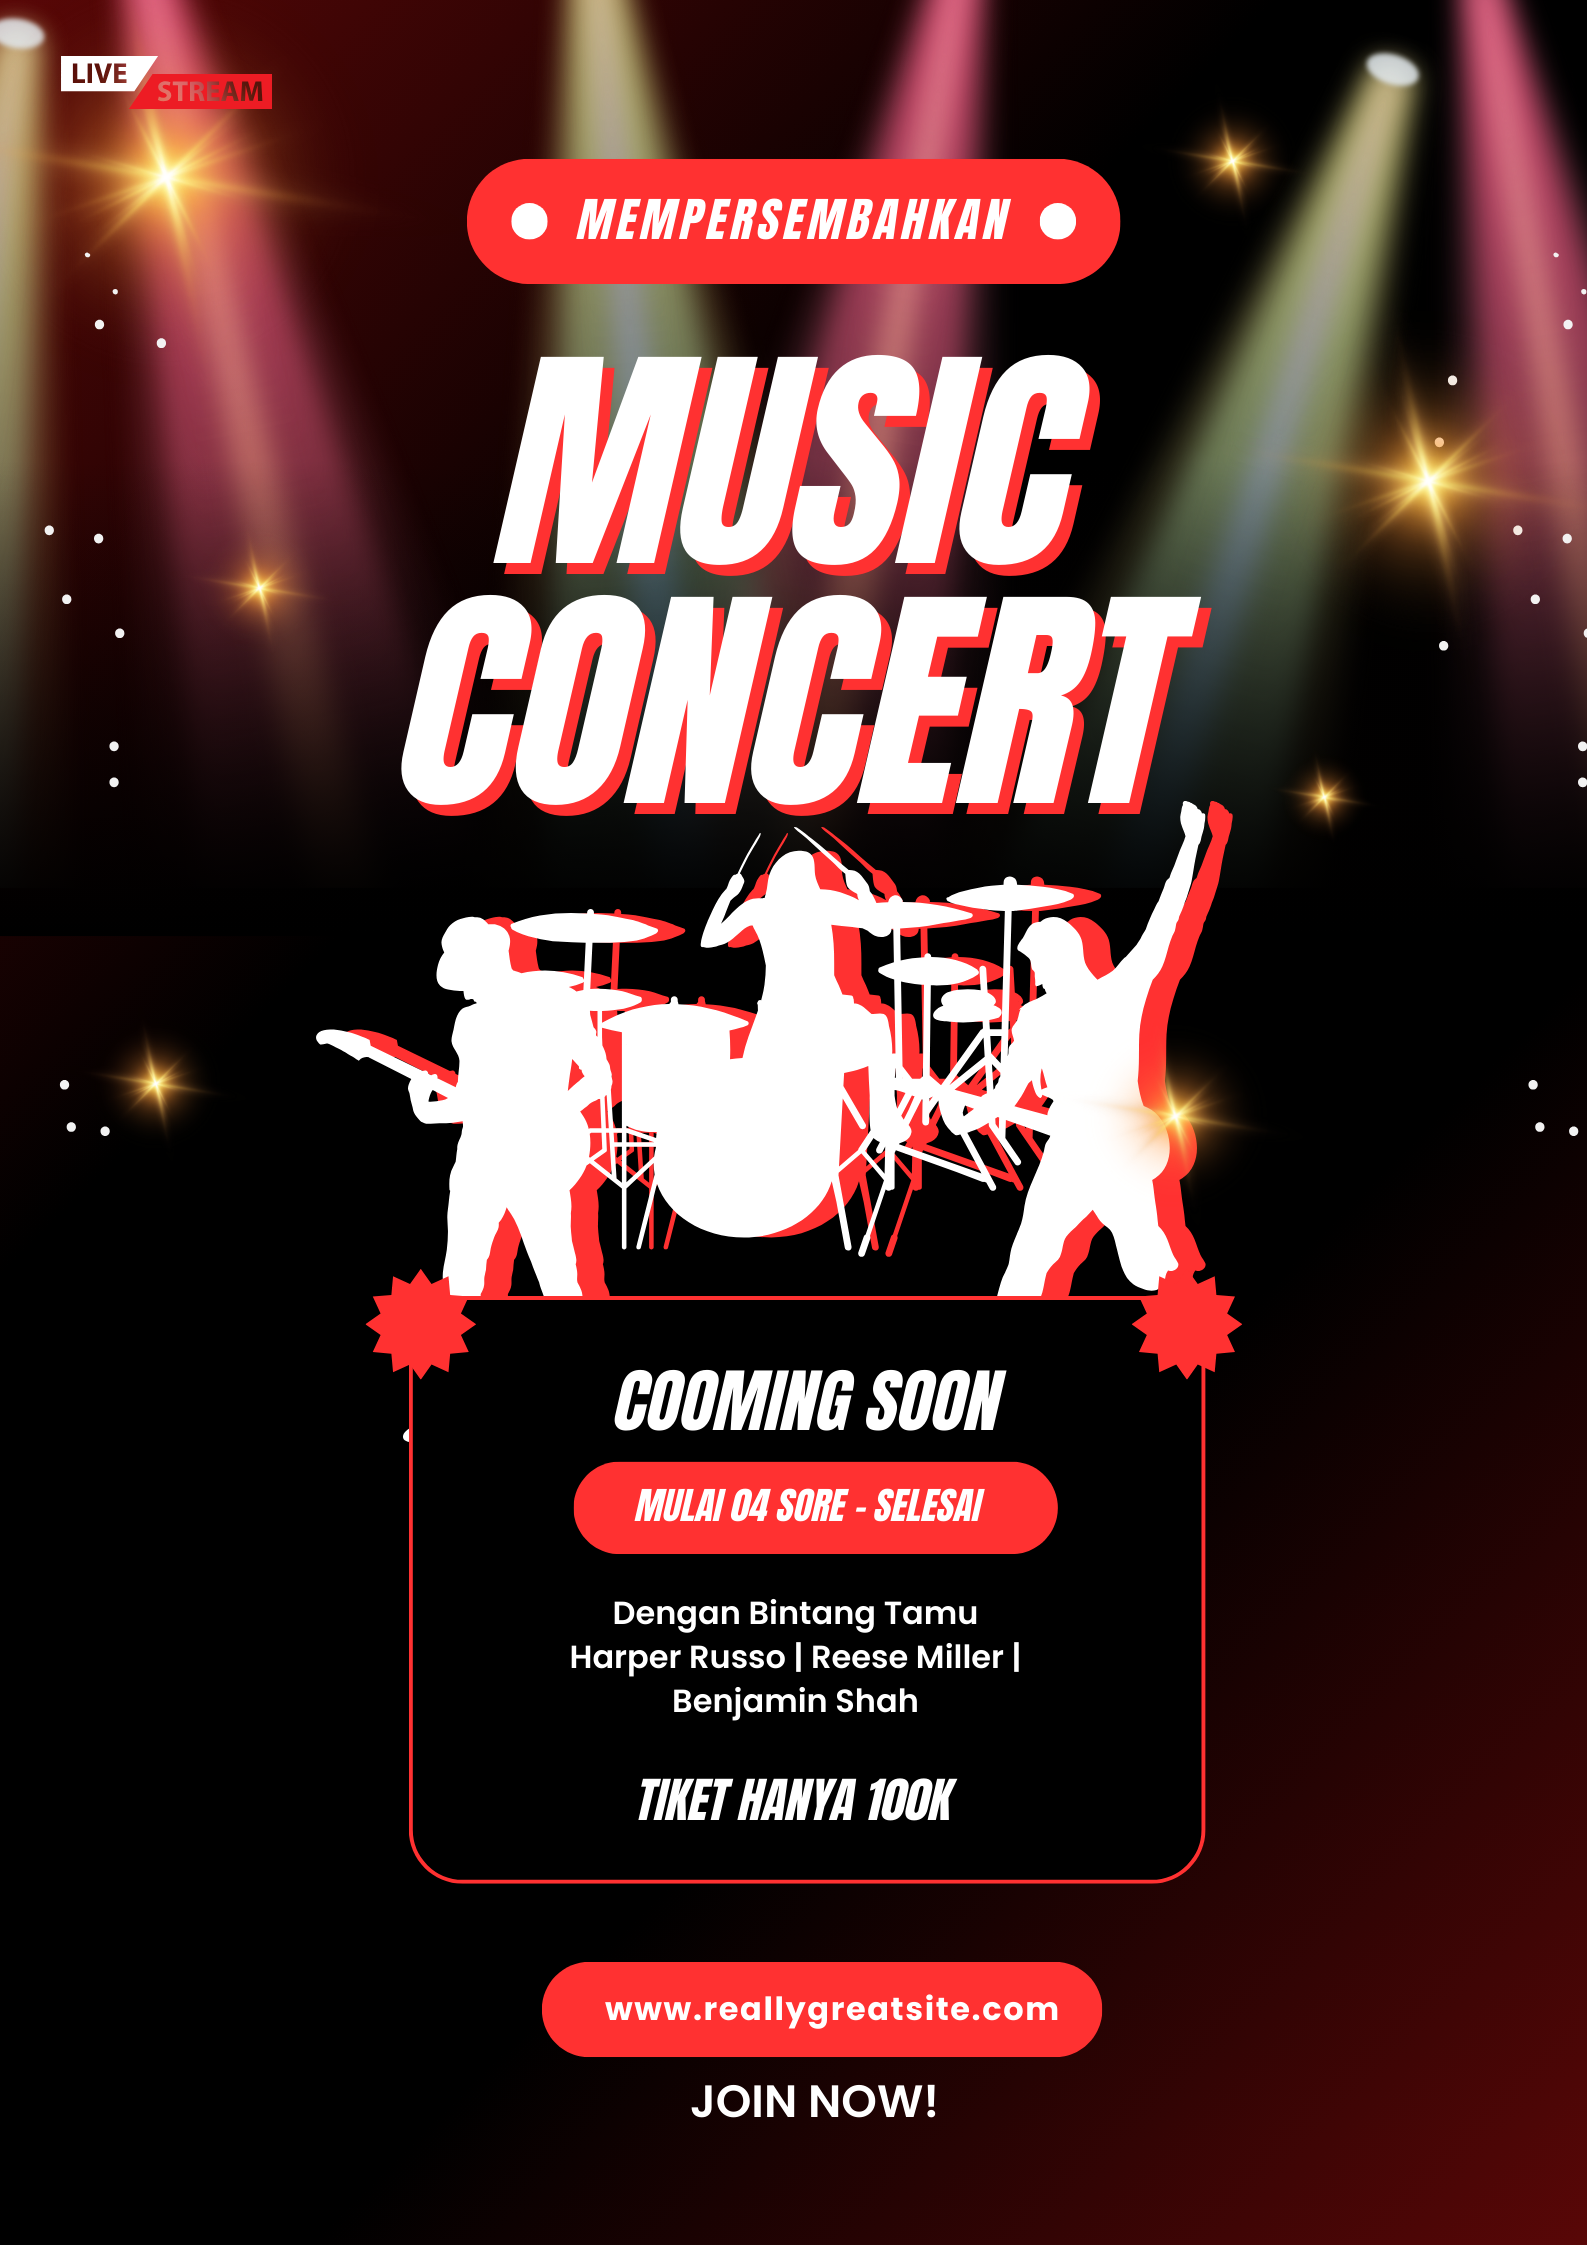 LIVE
STREAM
MEMPERSEMBAHKAN
MUSIC
CONCERT
COOMING SOON
MULAI 04 SORE - SELESAI
Dengan Bintang Tamu
Harper Russo | Reese Miller |
Benjamin Shah
TIKET HANYA 100K
www.reallygreatsite.com
JOIN NOW!